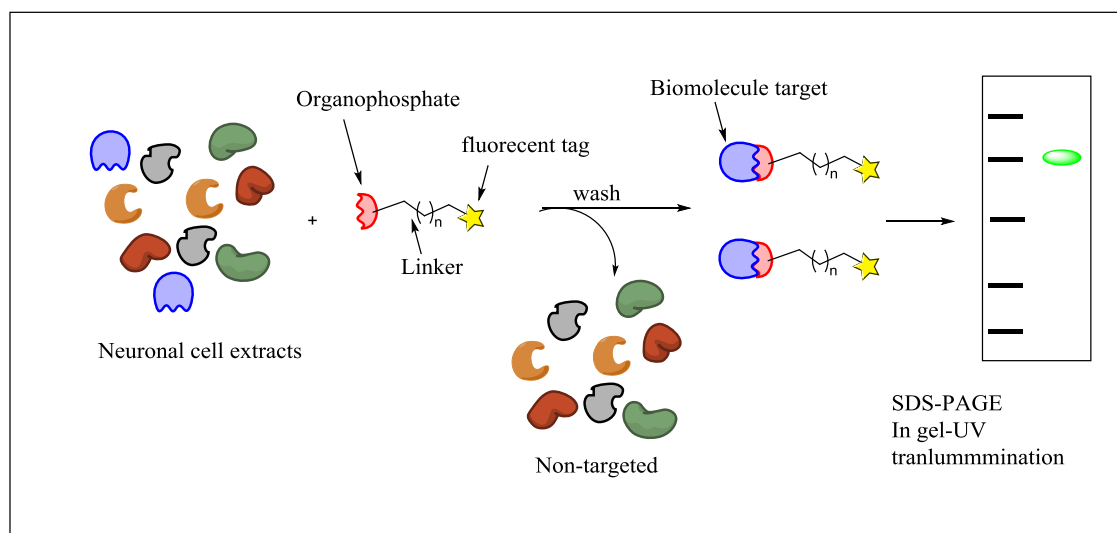 Organophosphate
fluorecent tag
+
n
Linker
Neuronal cell extracts
wash
Non-targeted
Biomolecule target
n
n
SDS-PAGE
In gel-UV
tranlummmination